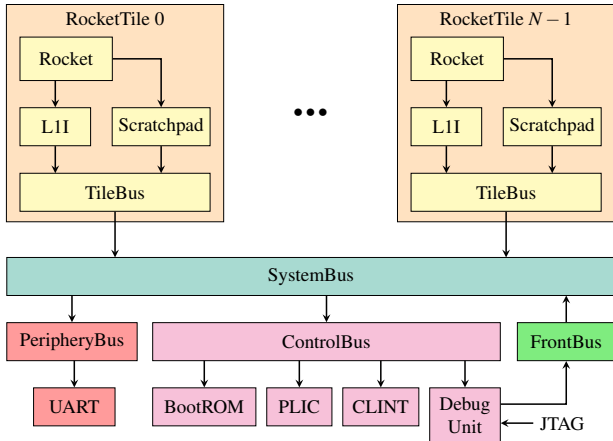 RocketTile 0
RocketTile N − 1
Rocket
Rocket
L1I
Scratchpad
L1I
Scratchpad
TileBus
TileBus
SystemBus
PeripheryBus
ControlBus
FrontBus
UART
BootROM
PLIC
CLINT
Debug
Unit
JTAG